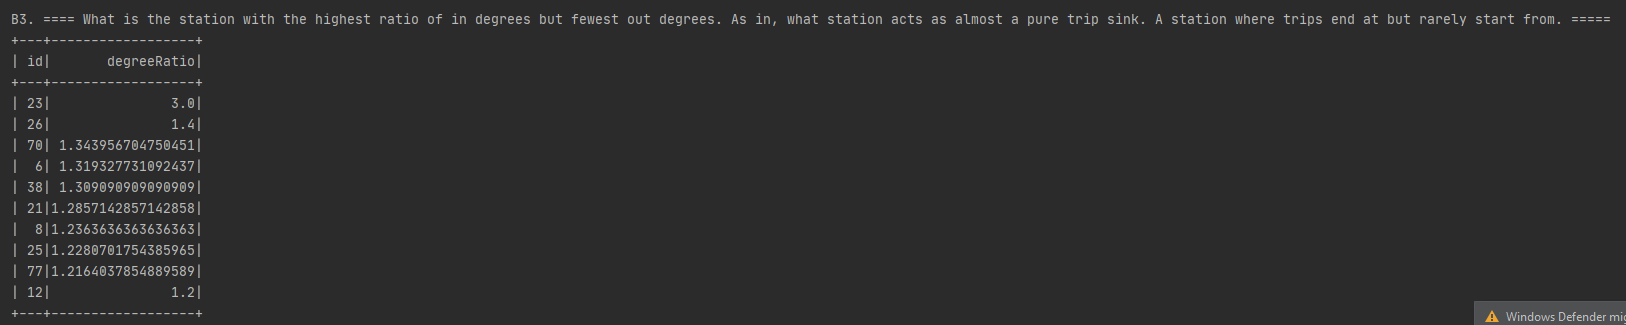 B3. ==== What is the station with the highest ratio of in degrees but fewest out degrees. As in, what station acts as almost a pure trip sink. A station where trips end at but rarely start from. =====
+---+------------------+
| id|       degreeRatio|
+---+------------------+
| 23|               3.0|
| 26|               1.4|
| 70| 1.343956704750451|
|  6| 1.319327731092437|
| 38| 1.309090909090909|
| 21|1.2857142857142858|
|  8|1.2363636363636363|
| 25|1.2280701754385965|
| 77|1.2164037854889589|
| 12|               1.2|
+---+------------------+
Windows Defender mig